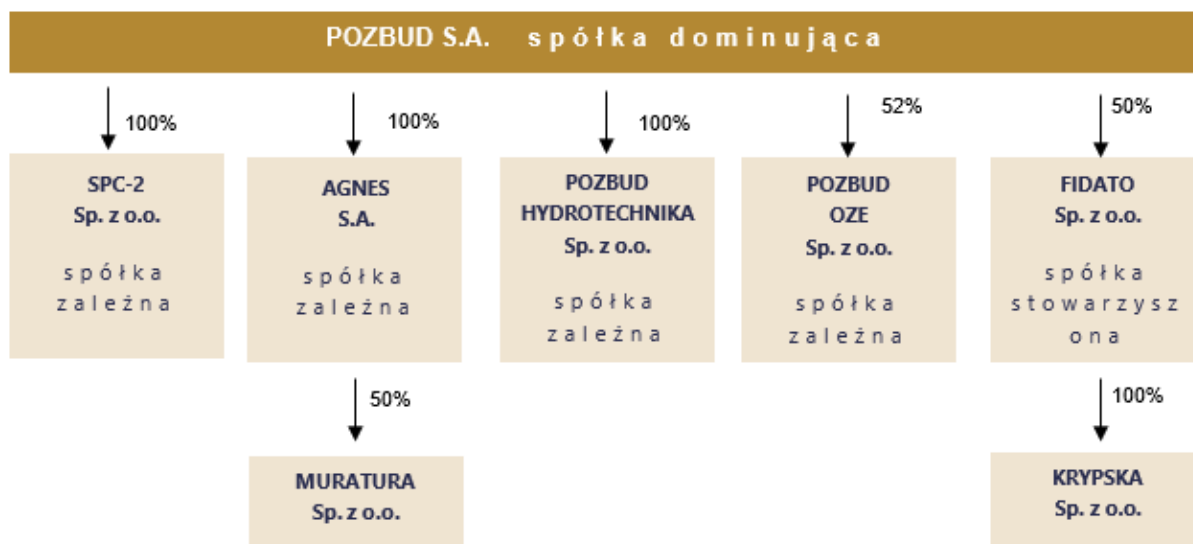 POZBUD S.A. spółka dominująca
100%
100%
100%
52%
50%
SPC-2
Sp. z o.o.
spółka
zależna
AGNES
S.A.
spółka
zależna
POZBUD
HYDROTECHNIKA
Sp. z o.o.
spółka
zależna
POZBUD
OZE
Sp. z o.o.
spółka
zależna
FIDATO
Sp. z o.o.
spółka
stowarzysz
ona
50%
100%
MURATURA
Sp. z o.o.
KRYPSKA
Sp. z o.o.